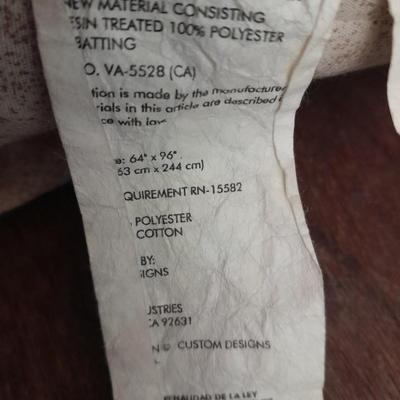 NEW MATERIAL CONSISTING
ESIN TREATED 100% POLYESTER
BATTING
O. VA-5528 (CA)
tion is made by the manufacturer
rials in this article are described
ce with law
e: 64" x 96"
63 cm x 244 cm)
QUIREMENT RN-15582
POLYESTER
COTTON
BY:
IGNS
USTRIES
CA 92631
N © CUSTOM DESIGNS
PENALIDAD DE LA LEY